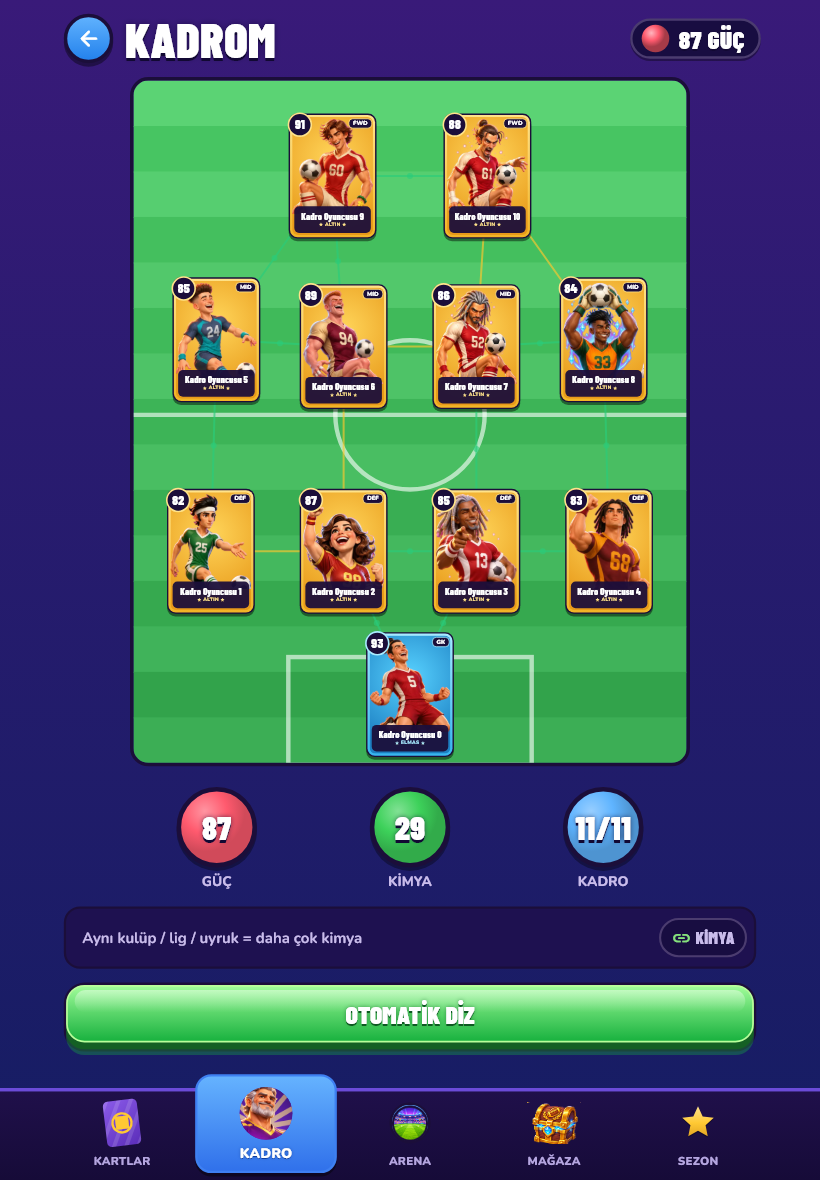 KADROM
87 GÜÇ
91 FWD
60
Kadro Oyuncusu 9
★ ALTIN ★
88 FWD
61
Kadro Oyuncusu 10
★ ALTIN ★
85 MID
24
Kadro Oyuncusu 5
★ ALTIN ★
89 MID
94
Kadro Oyuncusu 6
★ ALTIN ★
86 MID
52
Kadro Oyuncusu 7
★ ALTIN ★
84 MID
33
Kadro Oyuncusu 8
★ ALTIN ★
82 DEF
25
Kadro Oyuncusu 1
★ ALTIN ★
87 DEF
Kadro Oyuncusu 2
★ ALTIN ★
85 DEF
13
Kadro Oyuncusu 3
★ ALTIN ★
83 DEF
68
Kadro Oyuncusu 4
★ ALTIN ★
93 GK
5
Kadro Oyuncusu 0
★ ELMAS ★
87
GÜÇ
29
KİMYA
11/11
KADRO
Aynı kulüp / lig / uyruk = daha çok kimya
KİMYA
OTOMATİK DİZ
KARTLAR
KADRO
ARENA
MAĞAZA
SEZON